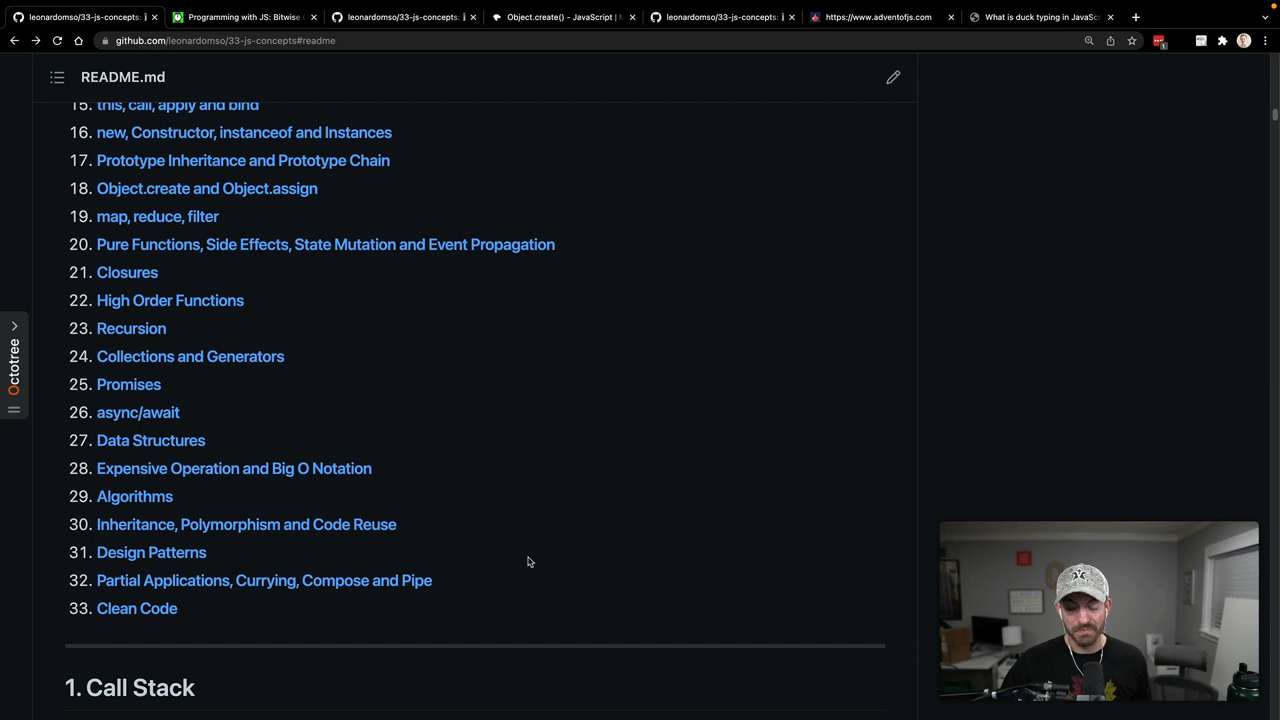 leonardomso/33-js-concepts:
Programming with JS: Bitwise
leonardomso/33-js-concepts:
Object.create() - JavaScript | M
leonardomso/33-js-concepts:
https://www.adventofjs.com
What is duck typing in JavaSc
github.com/leonardomso/33-js-concepts#readme
README.md
15. this, call, apply and bind
16. new, Constructor, instanceof and Instances
17. Prototype Inheritance and Prototype Chain
18. Object.create and Object.assign
19. map, reduce, filter
20. Pure Functions, Side Effects, State Mutation and Event Propagation
21. Closures
22. High Order Functions
23. Recursion
24. Collections and Generators
25. Promises
26. async/await
27. Data Structures
28. Expensive Operation and Big O Notation
29. Algorithms
30. Inheritance, Polymorphism and Code Reuse
31. Design Patterns
32. Partial Applications, Currying, Compose and Pipe
33. Clean Code
1. Call Stack
Octotree